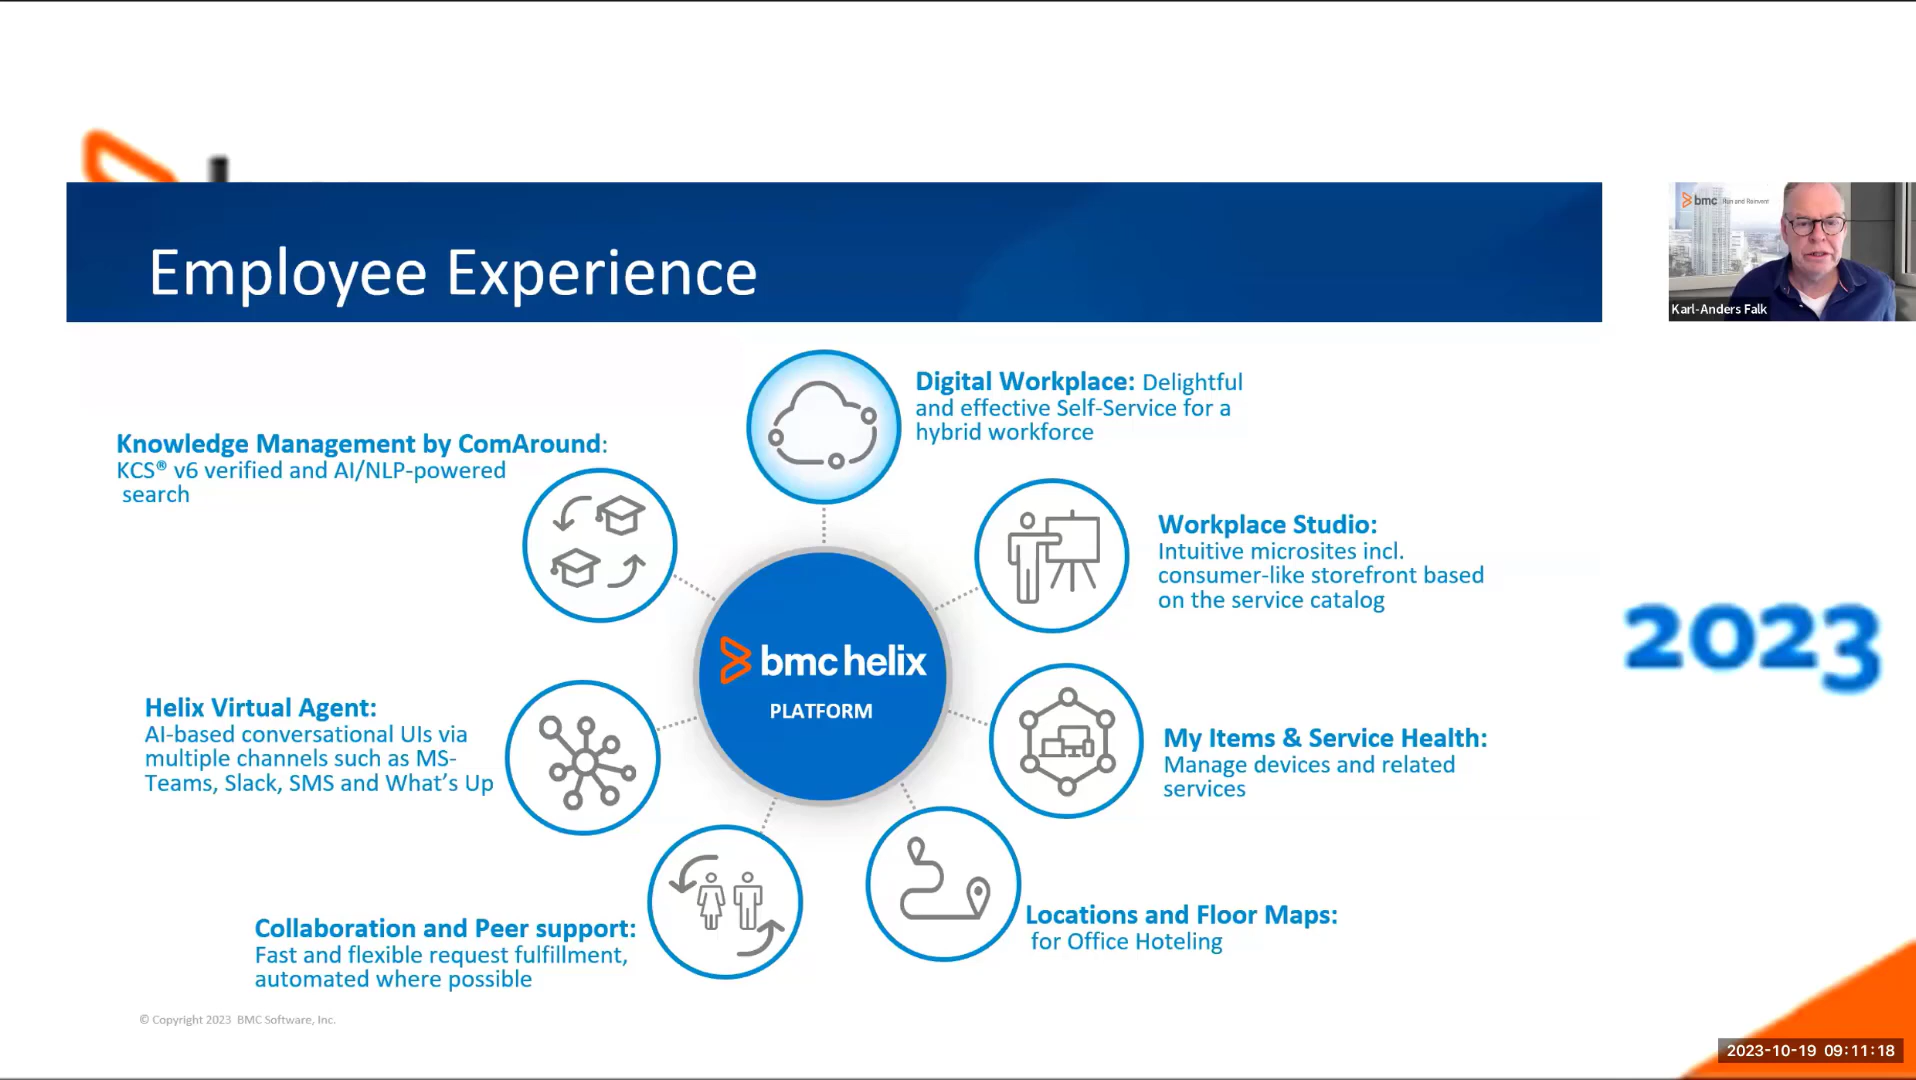 Employee Experience
bmc Run and Reinvent
Karl-Anders Falk
Digital Workplace: Delightful
and effective Self-Service for a
hybrid workforce
Knowledge Management by ComAround:
KCS® v6 verified and AI/NLP-powered
search
Workplace Studio:
Intuitive microsites incl.
consumer-like storefront based
on the service catalog
bmc helix
PLATFORM
2023
Helix Virtual Agent:
AI-based conversational UIs via
multiple channels such as MS-
Teams, Slack, SMS and What's Up
My Items & Service Health:
Manage devices and related
services
Collaboration and Peer support:
Fast and flexible request fulfillment,
automated where possible
Locations and Floor Maps:
for Office Hoteling
© Copyright 2023 BMC Software, Inc.
2023-10-19 09:11:18